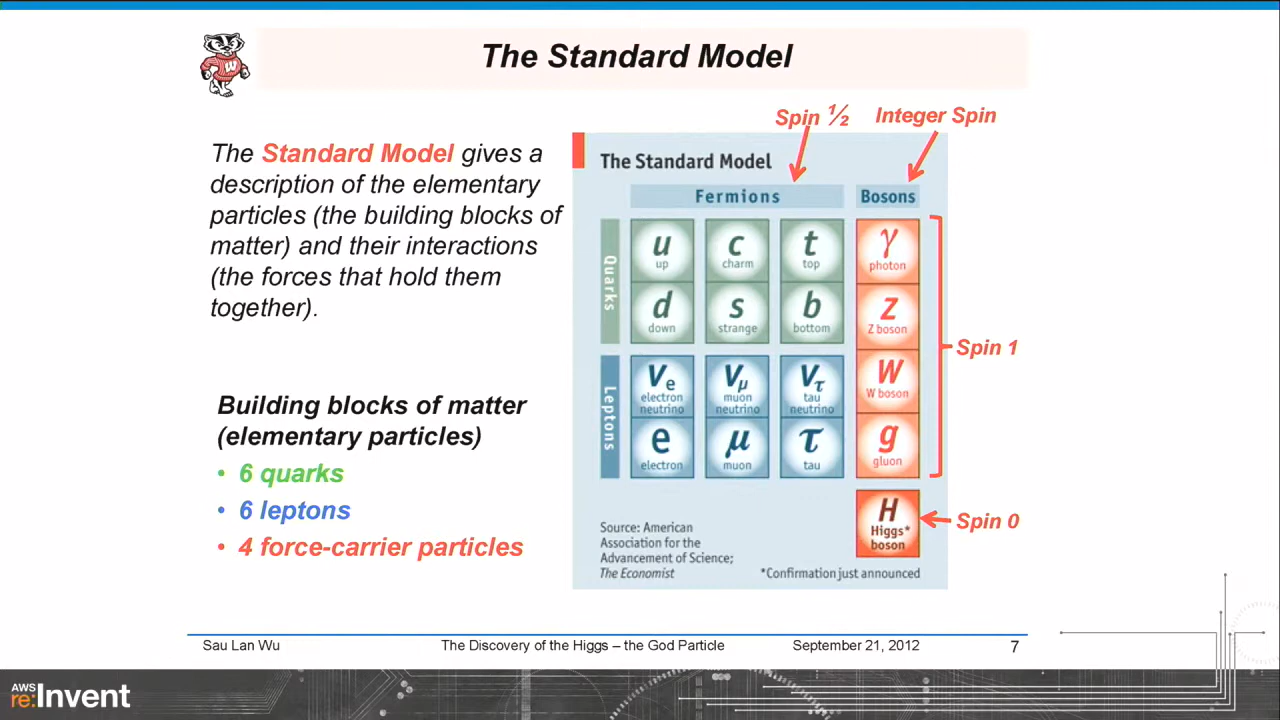 The Standard Model
W
The Standard Model gives a
description of the elementary
particles (the building blocks of
matter) and their interactions
(the forces that hold them
together).
Building blocks of matter
(elementary particles)
• 6 quarks
• 6 leptons
• 4 force-carrier particles
Spin ½
Integer Spin
The Standard Model
Fermions
Bosons
Quarks
u
up
c
charm
t
top
γ
photon
d
down
s
strange
b
bottom
Z
Z boson
Leptons
νe
electron
neutrino
νμ
muon
neutrino
ντ
tau
neutrino
W
W boson
e
electron
μ
muon
τ
tau
g
gluon
Spin 1
H
Higgs*
boson
Spin 0
Source: American
Association for the
Advancement of Science;
The Economist
*Confirmation just announced
Sau Lan Wu
The Discovery of the Higgs – the God Particle
September 21, 2012
7
AWS
re:Invent